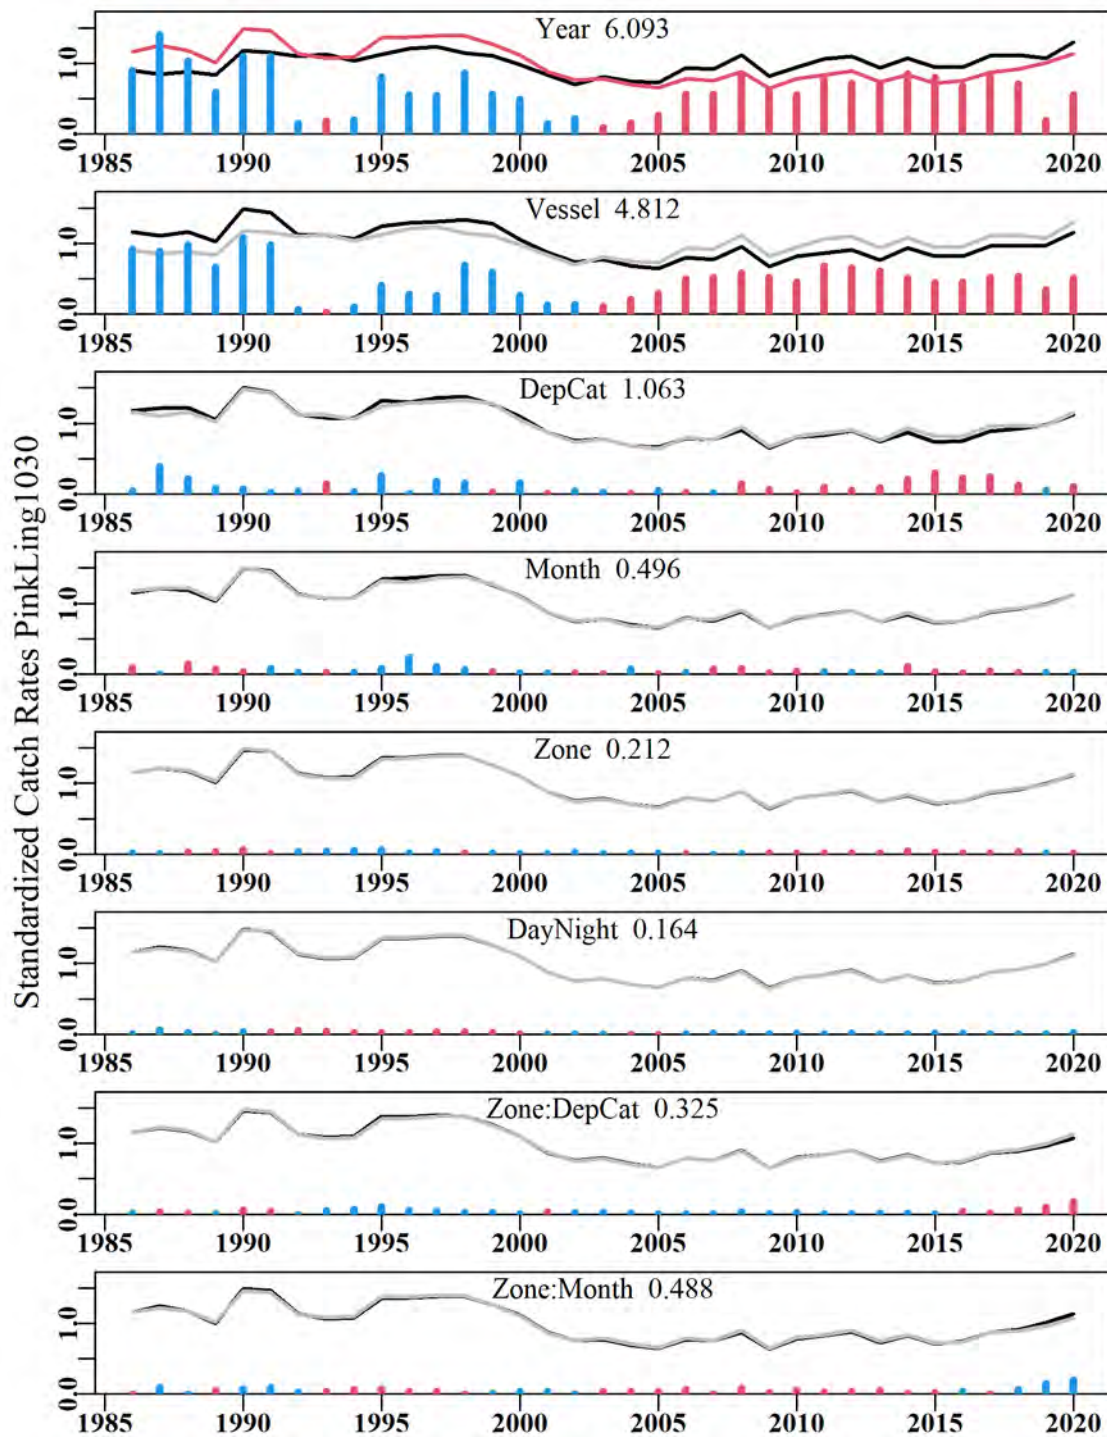 Standardized Catch Rates PinkLing1030
Year 6.093
1.0
0.0
1985 1990 1995 2000 2005 2010 2015 2020
Vessel 4.812
1.0
0.0
1985 1990 1995 2000 2005 2010 2015 2020
DepCat 1.063
1.0
0.0
1985 1990 1995 2000 2005 2010 2015 2020
Month 0.496
1.0
0.0
1985 1990 1995 2000 2005 2010 2015 2020
Zone 0.212
1.0
0.0
1985 1990 1995 2000 2005 2010 2015 2020
DayNight 0.164
1.0
0.0
1985 1990 1995 2000 2005 2010 2015 2020
Zone:DepCat 0.325
1.0
0.0
1985 1990 1995 2000 2005 2010 2015 2020
Zone:Month 0.488
1.0
0.0
1985 1990 1995 2000 2005 2010 2015 2020